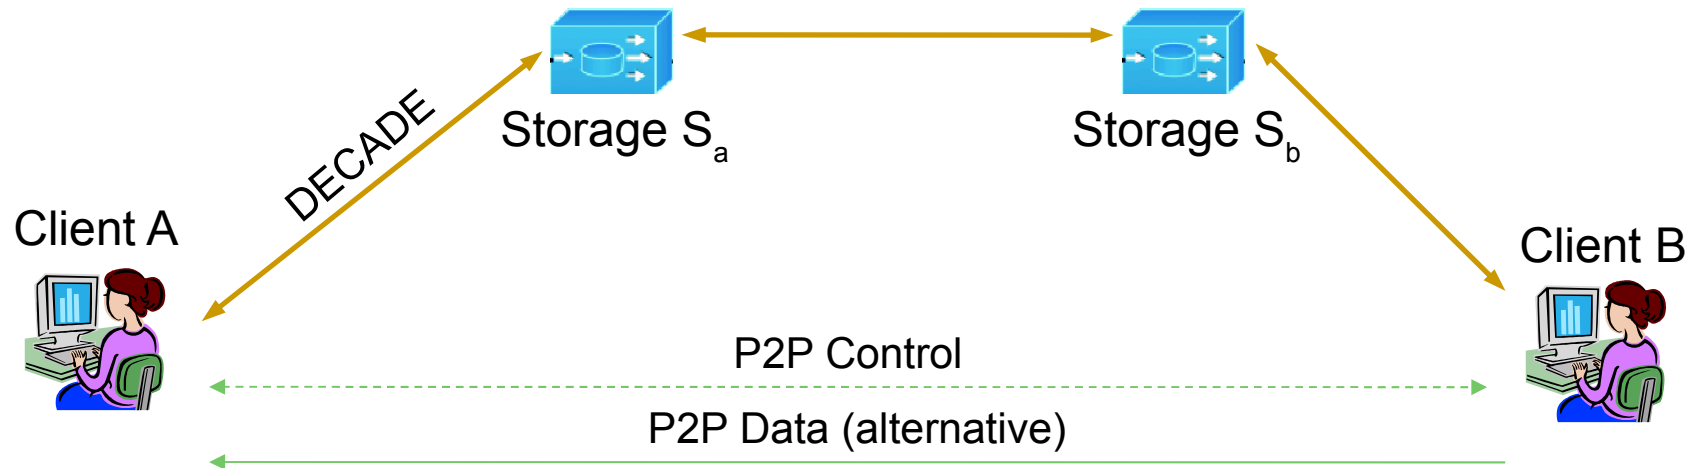 Storage Sa
Storage Sb
DECADE
Client A
Client B
P2P Control
P2P Data (alternative)